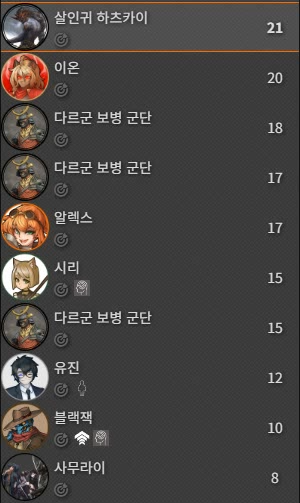 살인귀 하츠카이 21
이온 20
다르군 보병 군단 18
다르군 보병 군단 17
알렉스 17
시리 15
다르군 보병 군단 15
유진 12
블랙잭 10
사무라이 8